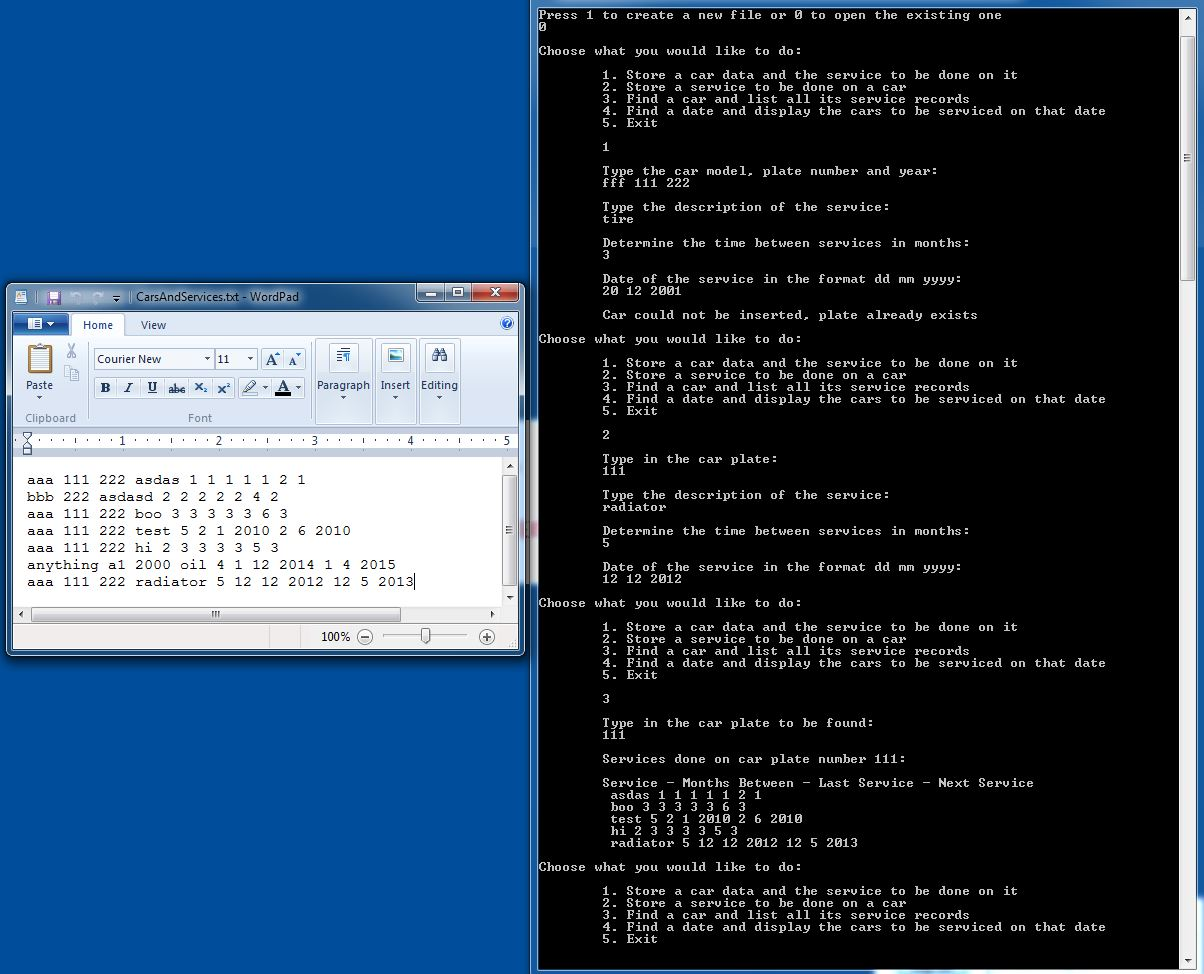 CarsAndServices.txt - WordPad
Home View
Courier New 11 A A
Paste B I U abc X₂ X² A Paragraph Insert Editing
Clipboard Font
1 2 3 4 5
aaa 111 222 asdas 1 1 1 1 1 2 1
bbb 222 asdasd 2 2 2 2 2 4 2
aaa 111 222 boo 3 3 3 3 3 6 3
aaa 111 222 test 5 2 1 2010 2 6 2010
aaa 111 222 hi 2 3 3 3 3 5 3
anything a1 2000 oil 4 1 12 2014 1 4 2015
aaa 111 222 radiator 5 12 12 2012 12 5 2013
100%
Press 1 to create a new file or 0 to open the existing one
0
Choose what you would like to do:
1. Store a car data and the service to be done on it
2. Store a service to be done on a car
3. Find a car and list all its service records
4. Find a date and display the cars to be serviced on that date
5. Exit
1
Type the car model, plate number and year:
fff 111 222
Type the description of the service:
tire
Determine the time between services in months:
3
Date of the service in the format dd mm yyyy:
20 12 2001
Car could not be inserted, plate already exists
Choose what you would like to do:
1. Store a car data and the service to be done on it
2. Store a service to be done on a car
3. Find a car and list all its service records
4. Find a date and display the cars to be serviced on that date
5. Exit
2
Type in the car plate:
111
Type the description of the service:
radiator
Determine the time between services in months:
5
Date of the service in the format dd mm yyyy:
12 12 2012
Choose what you would like to do:
1. Store a car data and the service to be done on it
2. Store a service to be done on a car
3. Find a car and list all its service records
4. Find a date and display the cars to be serviced on that date
5. Exit
3
Type in the car plate to be found:
111
Services done on car plate number 111:
Service - Months Between - Last Service - Next Service
asdas 1 1 1 1 1 2 1
boo 3 3 3 3 3 6 3
test 5 2 1 2010 2 6 2010
hi 2 3 3 3 3 5 3
radiator 5 12 12 2012 12 5 2013
Choose what you would like to do:
1. Store a car data and the service to be done on it
2. Store a service to be done on a car
3. Find a car and list all its service records
4. Find a date and display the cars to be serviced on that date
5. Exit